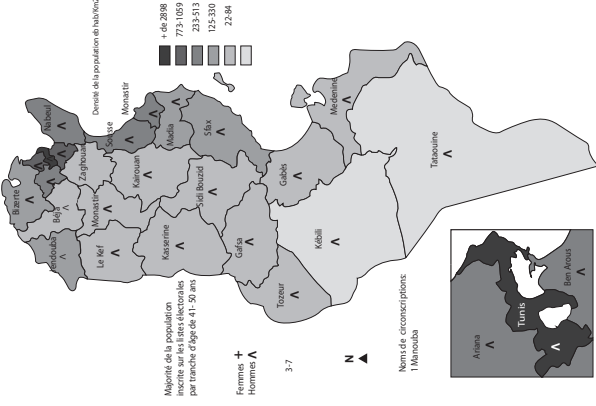 Densité de la population eb hab/Km2
+ de 2898
773-1059
233-513
125-330
22-84
Majorité de la population
inscrite sur les listes électorales
par tranche d'âge de 41- 50 ans
Femmes +
Hommes Λ
3-7
N
Noms de circonscriptions:
1 Manouba
Bizerte
Nabeul
Béja
Jendouba
Zaghouan
Monastir
Le Kef
Sousse
Monastir
Kairouan
Madia
Kasserine
Sidi Bouzid
Sfax
Gafsa
Tozeur
Gabès
Medenine
Kébili
Tataouine
Ariana
Tunis
Ben Arous